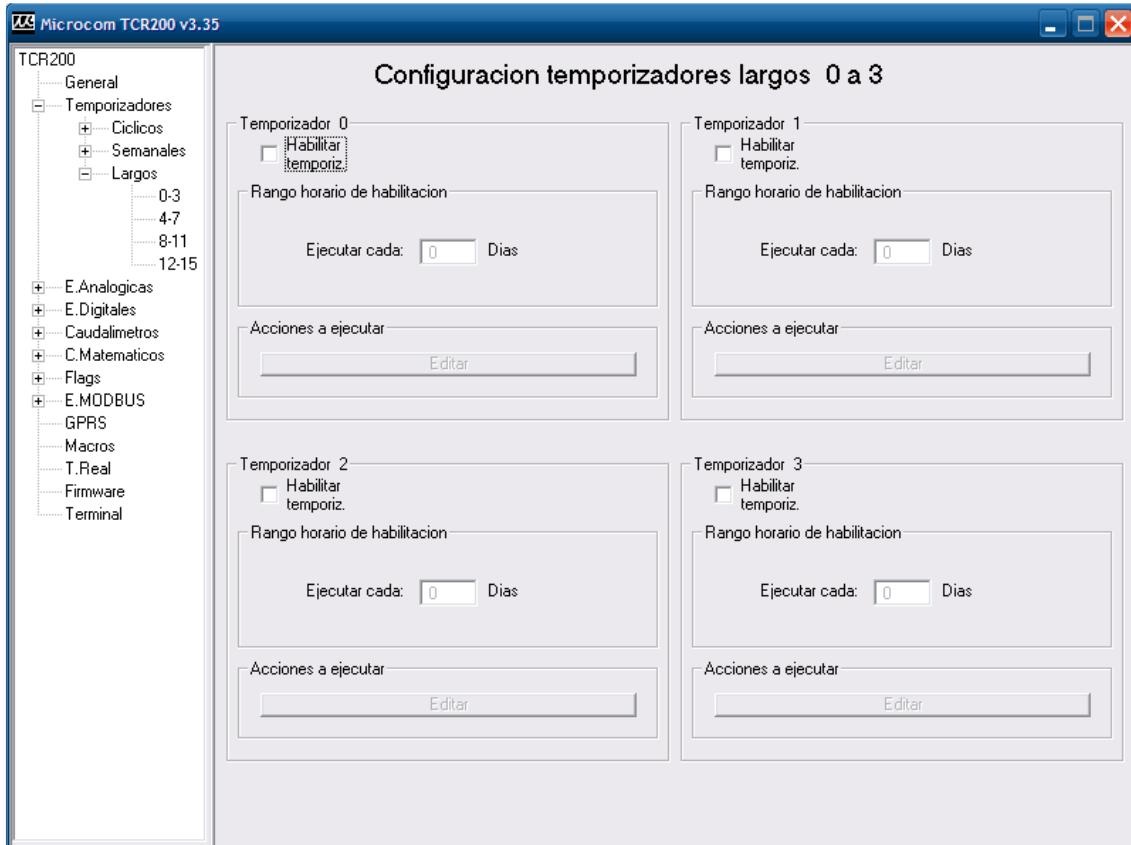 Microcom TCR200 v3.35
TCR200
General
Temporizadores
Ciclicos
Semanales
Largos
0-3
4-7
8-11
12-15
E.Analogicas
E.Digitales
Caudalimetros
C.Matematicos
Flags
E.MODBUS
GPRS
Macros
T.Real
Firmware
Terminal
Configuracion temporizadores largos 0 a 3
Temporizador 0
Habilitar
temporiz.
Rango horario de habilitacion
Ejecutar cada: 0 Dias
Acciones a ejecutar
Editar
Temporizador 1
Habilitar
temporiz.
Rango horario de habilitacion
Ejecutar cada: 0 Dias
Acciones a ejecutar
Editar
Temporizador 2
Habilitar
temporiz.
Rango horario de habilitacion
Ejecutar cada: 0 Dias
Acciones a ejecutar
Editar
Temporizador 3
Habilitar
temporiz.
Rango horario de habilitacion
Ejecutar cada: 0 Dias
Acciones a ejecutar
Editar